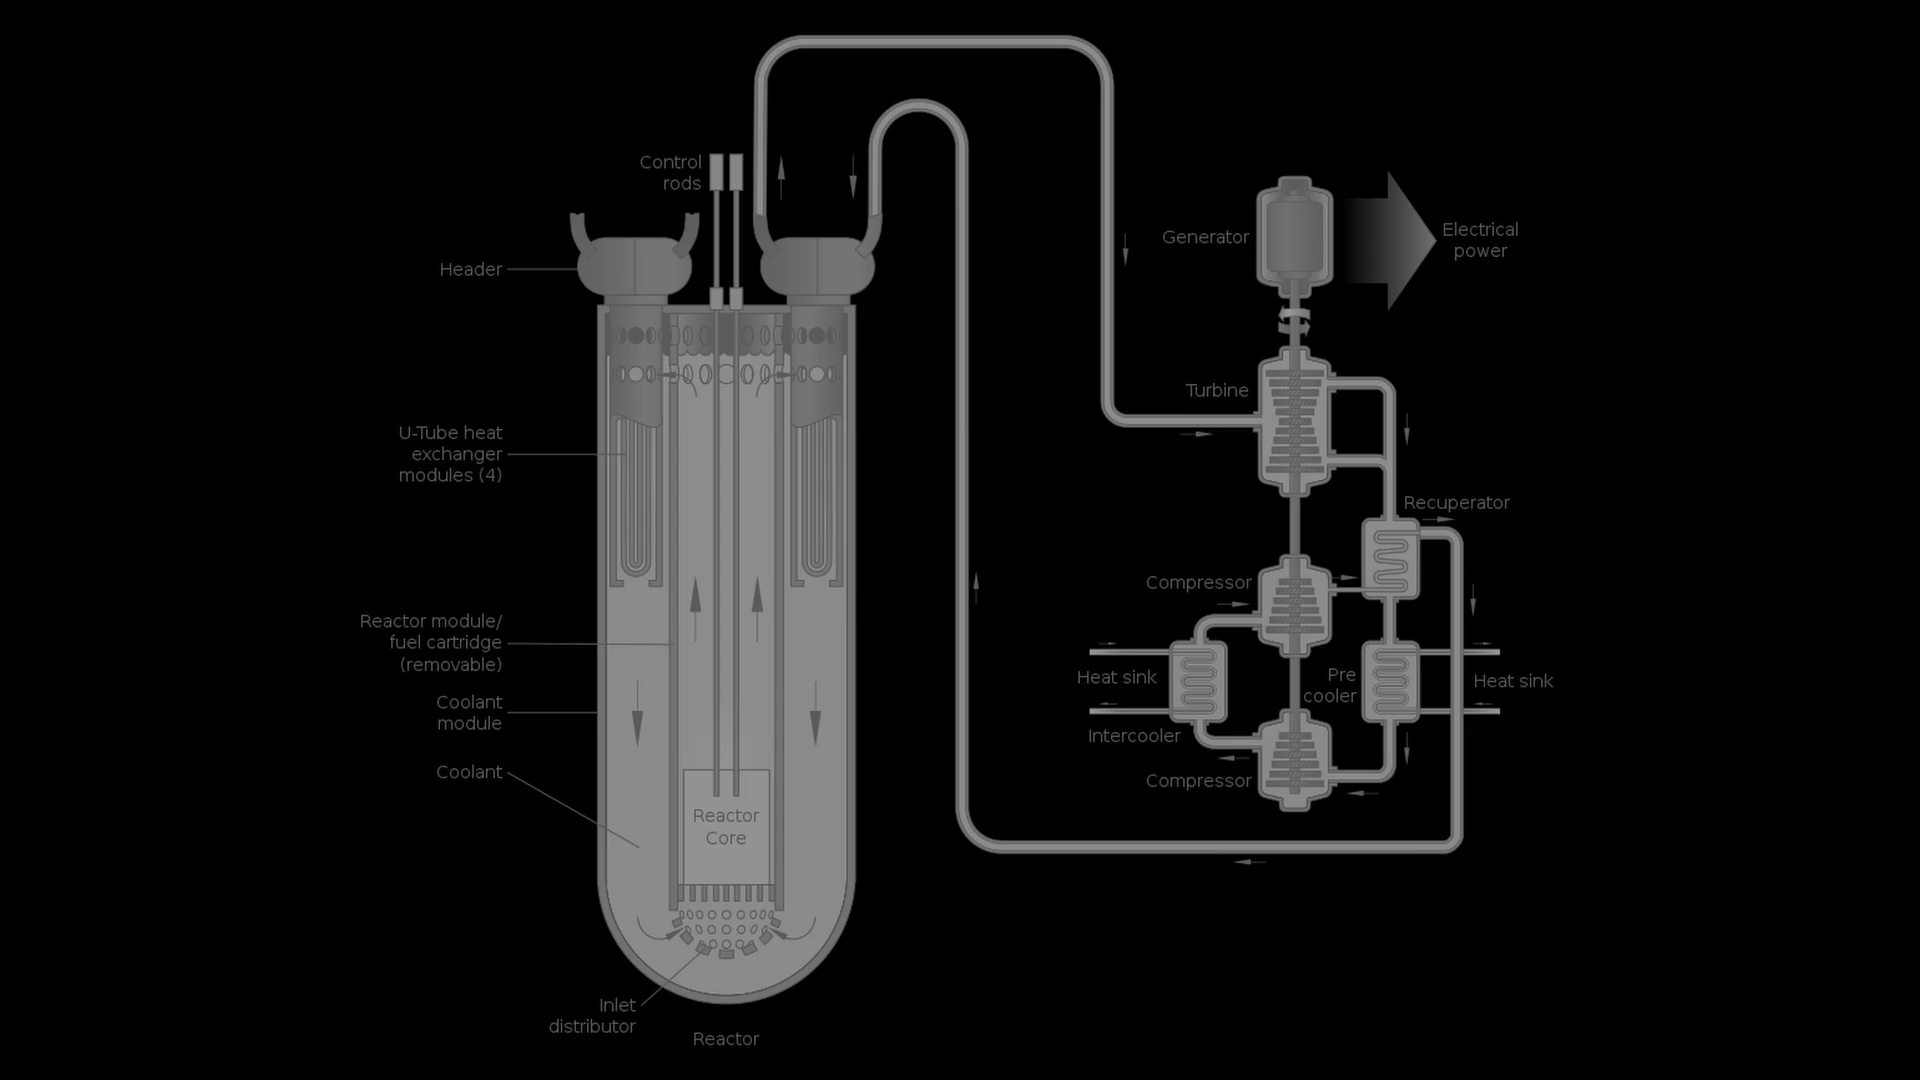 Control
rods
Header
U-Tube heat
exchanger
modules (4)
Reactor module/
fuel cartridge
(removable)
Coolant
module
Coolant
Reactor
Core
Inlet
distributor
Reactor
Generator
Electrical
power
Turbine
Recuperator
Compressor
Heat sink
Pre
cooler
Heat sink
Intercooler
Compressor